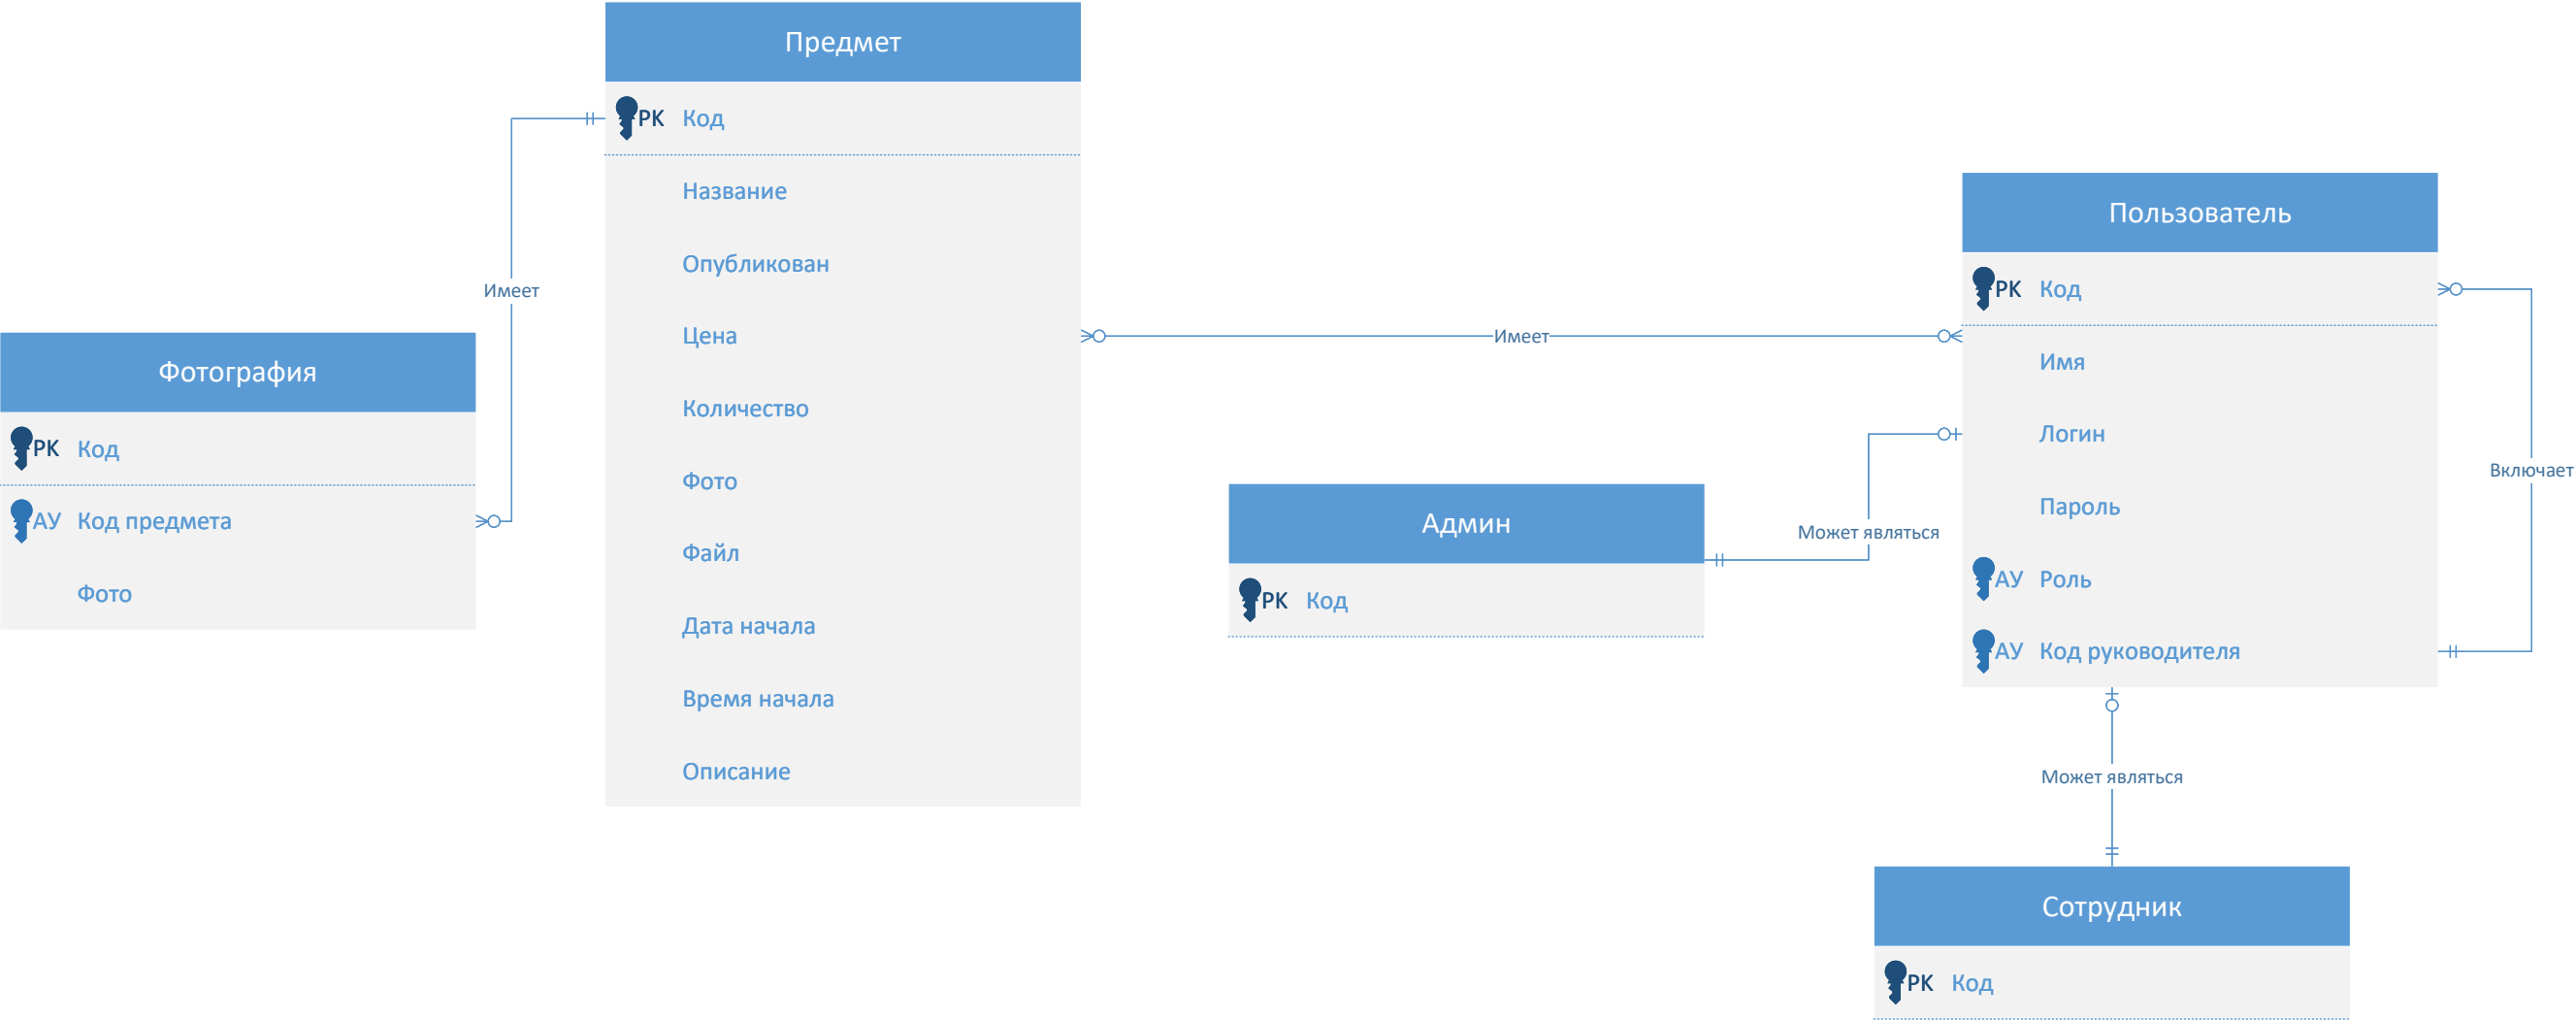 Предмет
PK Код
Название
Опубликован
Цена
Количество
Фото
Файл
Дата начала
Время начала
Описание
Имеет
Фотография
PK Код
АУ Код предмета
Фото
Имеет
Пользователь
PK Код
Имя
Логин
Пароль
АУ Роль
АУ Код руководителя
Включает
Админ
PK Код
Может являться
Может являться
Сотрудник
PK Код